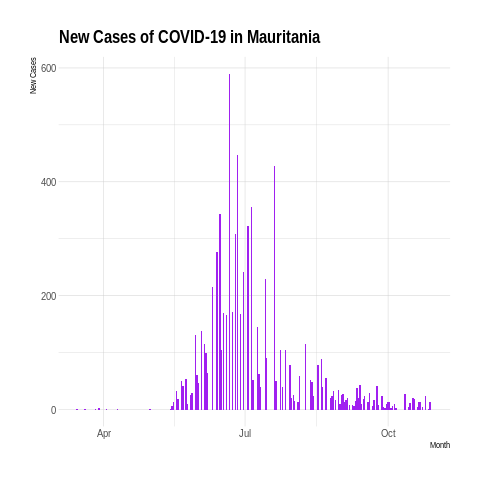 New Cases of COVID-19 in Mauritania
New Cases
600
400
200
0
Apr
Jul
Oct
Month